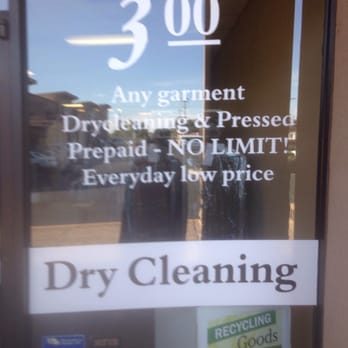 3.00
Any garment
Drycleaning & Pressed
Prepaid - NO LIMIT!
Everyday low price
Dry Cleaning
RECYCLING
Goods